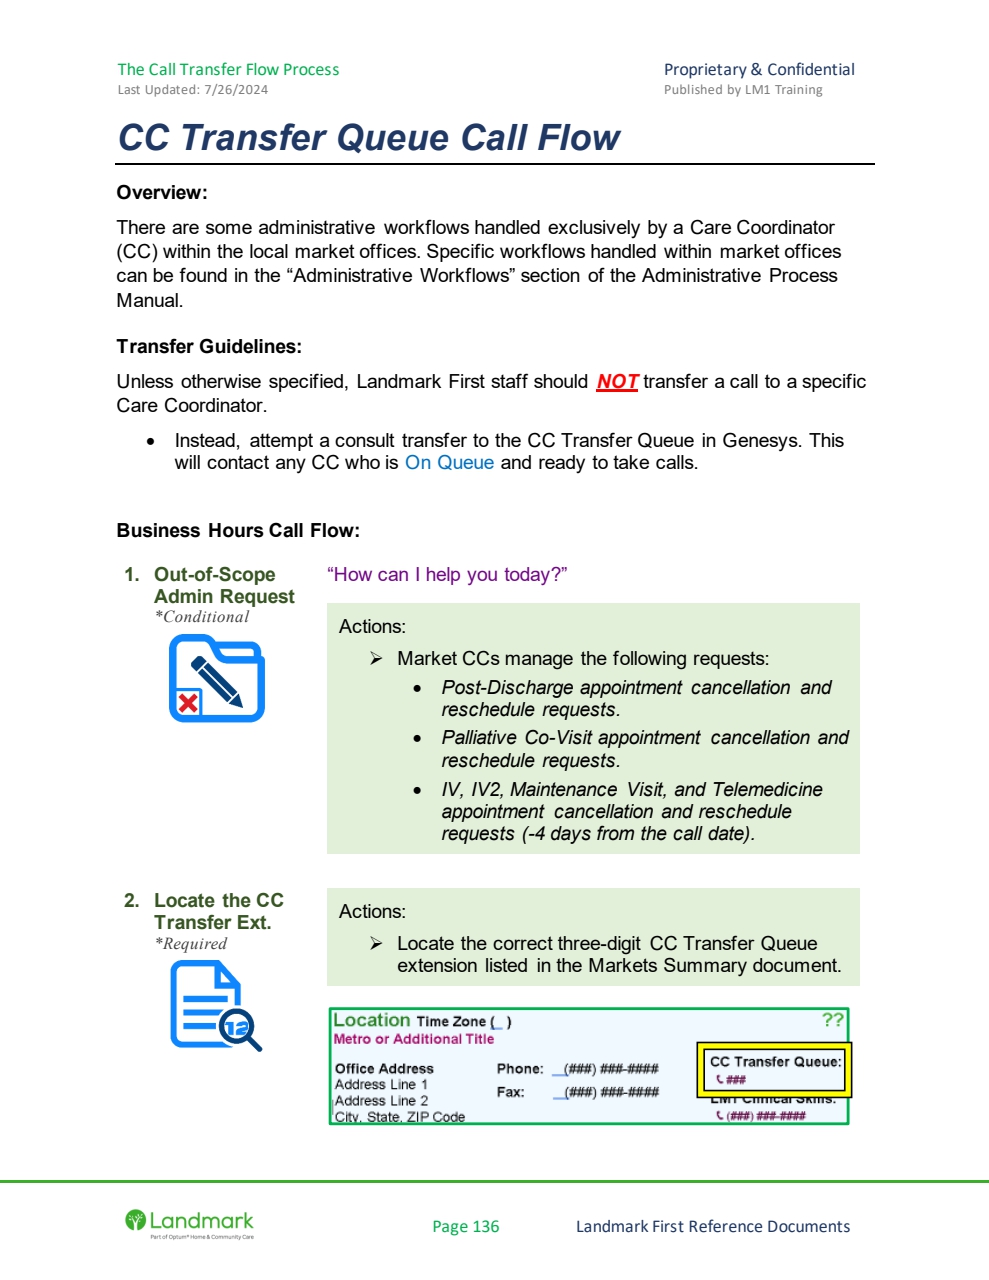 The Call Transfer Flow Process
Proprietary & Confidential
Last Updated: 7/26/2024
Published by LM1 Training
CC Transfer Queue Call Flow
Overview:
There are some administrative workflows handled exclusively by a Care Coordinator
(CC) within the local market offices. Specific workflows handled within market offices
can be found in the “Administrative Workflows” section of the Administrative Process
Manual.
Transfer Guidelines:
Unless otherwise specified, Landmark First staff should NOT transfer a call to a specific
Care Coordinator.
• Instead, attempt a consult transfer to the CC Transfer Queue in Genesys. This
will contact any CC who is On Queue and ready to take calls.
Business Hours Call Flow:
1. Out-of-Scope
Admin Request
*Conditional
“How can I help you today?”
Actions:
➢ Market CCs manage the following requests:
• Post-Discharge appointment cancellation and
reschedule requests.
• Palliative Co-Visit appointment cancellation and
reschedule requests.
• IV, IV2, Maintenance Visit, and Telemedicine
appointment cancellation and reschedule
requests (-4 days from the call date).
2. Locate the CC
Transfer Ext.
*Required
12
Actions:
➢ Locate the correct three-digit CC Transfer Queue
extension listed in the Markets Summary document.
Location Time Zone (_ )
??
Metro or Additional Title
Office Address
Address Line 1
Address Line 2
City, State, ZIP Code
Phone: _(###) ###-####
Fax: _(###) ###-####
CC Transfer Queue:
###
LM1 Clinical Skills:
(###) ###-####
Landmark
Part of Optum® Home & Community Care
Page 136
Landmark First Reference Documents